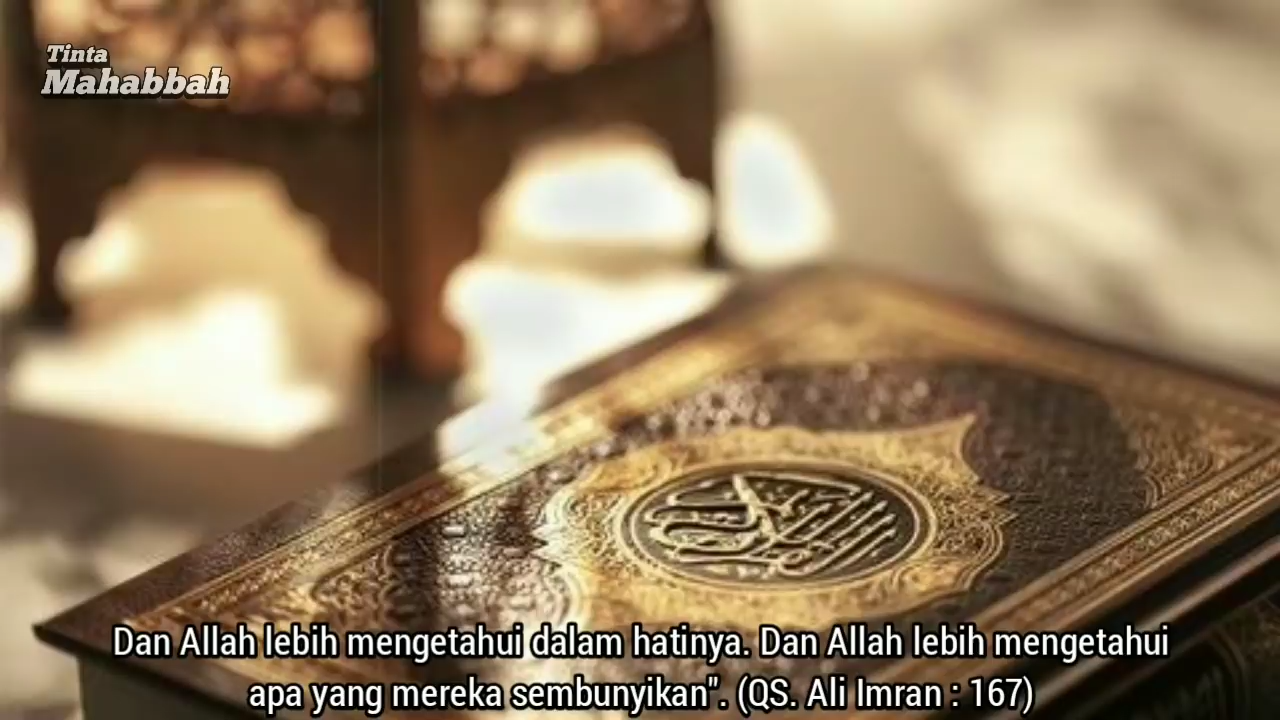 Tinta
Mahabbah
Dan Allah lebih mengetahui dalam hatinya. Dan Allah lebih mengetahui
apa yang mereka sembunyikan". (QS. Ali Imran : 167)